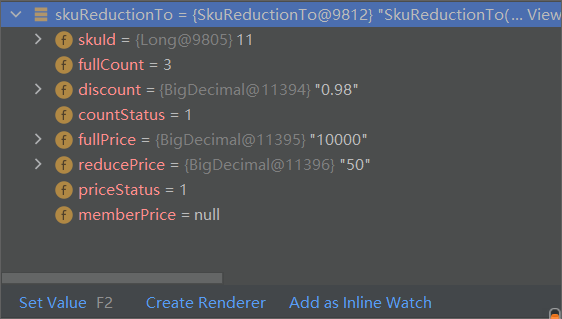 skuReductionTo = {SkuReductionTo@9812} "SkuReductionTo(... View
f skuId = {Long@9805} 11
f fullCount = 3
f discount = {BigDecimal@11394} "0.98"
f countStatus = 1
f fullPrice = {BigDecimal@11395} "10000"
f reducePrice = {BigDecimal@11396} "50"
f priceStatus = 1
f memberPrice = null
Set Value F2 Create Renderer Add as Inline Watch